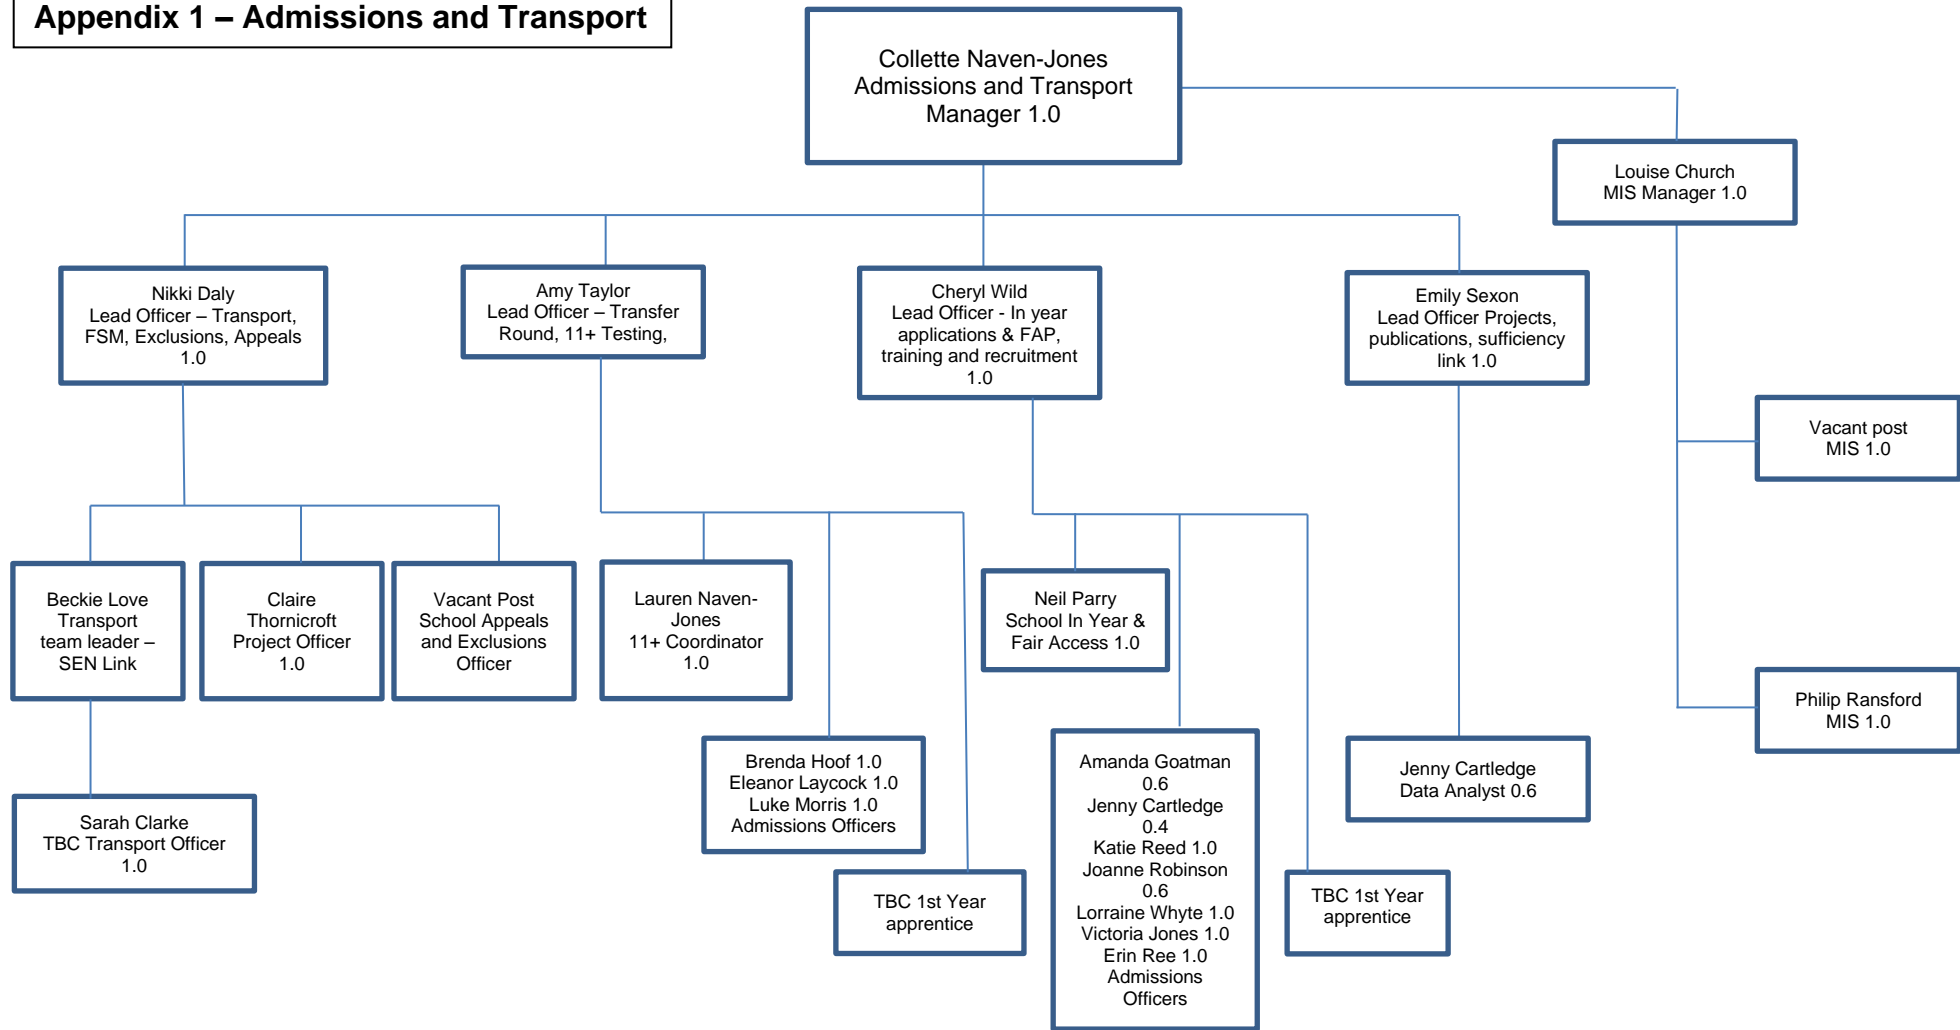 Appendix 1 – Admissions and Transport
Collette Naven-Jones
Admissions and Transport
Manager 1.0
Louise Church
MIS Manager 1.0
Nikki Daly
Lead Officer – Transport,
FSM, Exclusions, Appeals
1.0
Amy Taylor
Lead Officer – Transfer
Round, 11+ Testing,
Cheryl Wild
Lead Officer - In year
applications & FAP,
training and recruitment
1.0
Emily Sexon
Lead Officer Projects,
publications, sufficiency
link 1.0
Vacant post
MIS 1.0
Beckie Love
Transport
team leader –
SEN Link
Claire
Thornicroft
Project Officer
1.0
Vacant Post
School Appeals
and Exclusions
Officer
Lauren Naven-
Jones
11+ Coordinator
1.0
Neil Parry
School In Year &
Fair Access 1.0
Philip Ransford
MIS 1.0
Sarah Clarke
TBC Transport Officer
1.0
Brenda Hoof 1.0
Eleanor Laycock 1.0
Luke Morris 1.0
Admissions Officers
Amanda Goatman
0.6
Jenny Cartledge
0.4
Katie Reed 1.0
Joanne Robinson
0.6
Lorraine Whyte 1.0
Victoria Jones 1.0
Erin Ree 1.0
Admissions
Officers
Jenny Cartledge
Data Analyst 0.6
TBC 1st Year
apprentice
TBC 1st Year
apprentice